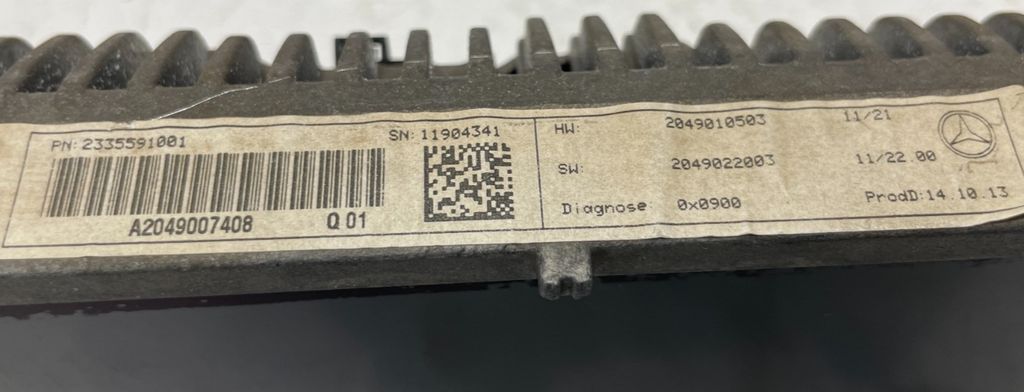 PN: 2335591001
SN: 11904341
A2049007408 Q 01
HW: 2049010503 11/21
SW: 2049022003 11/22.00
Diagnose: 0x0900 ProdD:14.10.13